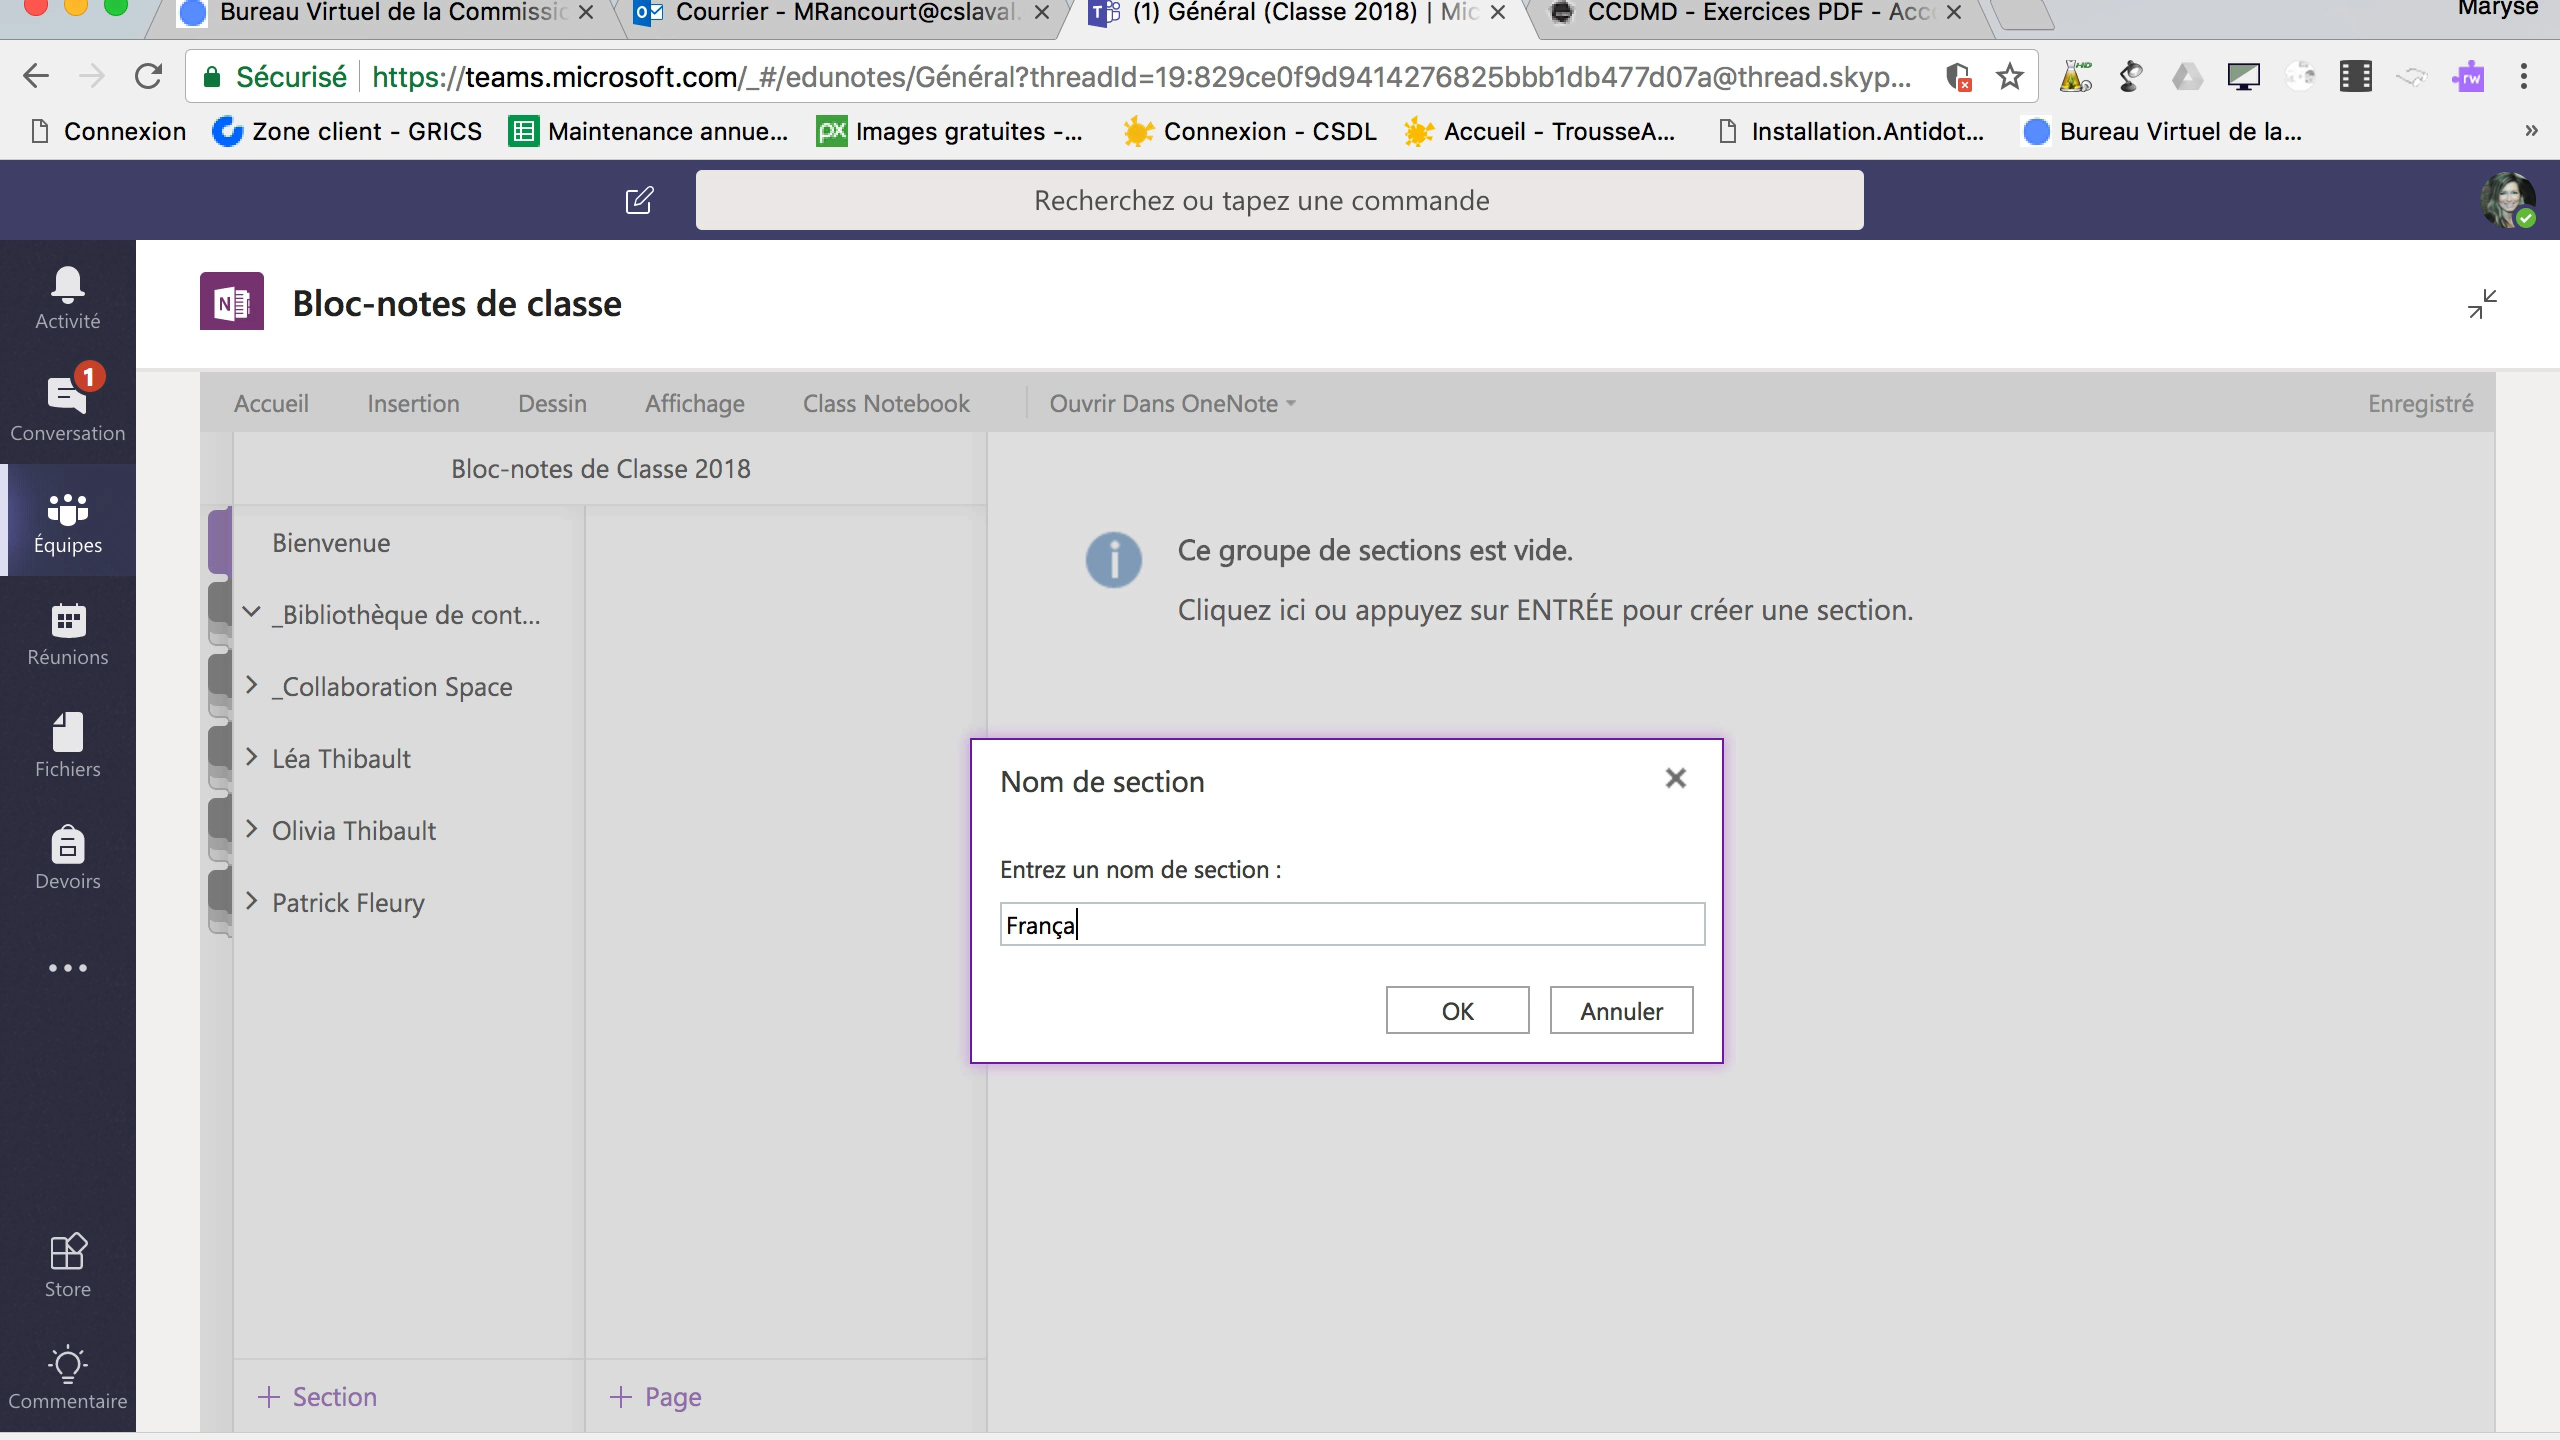 Bureau Virtuel de la Commissic
Courrier - MRancourt@cslaval.
(1) Général (Classe 2018) | Mic
CCDMD - Exercices PDF - Acc
Maryse
Sécurisé
https://teams.microsoft.com/_#/edunotes/Général?threadId=19:829ce0f9d9414276825bbb1db477d07a@thread.skyp...
Connexion
Zone client - GRICS
Maintenance annue...
Images gratuites -...
Connexion - CSDL
Accueil - TrousseA...
Installation.Antidot...
Bureau Virtuel de la...
»
Recherchez ou tapez une commande
Activité
1
Conversation
Équipes
Réunions
Fichiers
Devoirs
Store
Commentaire
Bloc-notes de classe
Accueil
Insertion
Dessin
Affichage
Class Notebook
Ouvrir Dans OneNote
Enregistré
Bloc-notes de Classe 2018
Bienvenue
_Bibliothèque de cont...
_Collaboration Space
Léa Thibault
Olivia Thibault
Patrick Fleury
+ Section
+ Page
Ce groupe de sections est vide.
Cliquez ici ou appuyez sur ENTRÉE pour créer une section.
Nom de section
Entrez un nom de section :
França
OK
Annuler